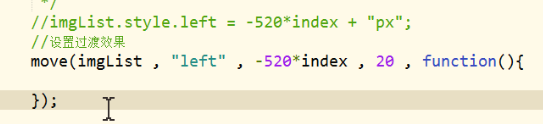 */
//imgList.style.left = -520*index + "px";
//设置过渡效果
move(imgList , "left" , -520*index , 20 , function(){
});